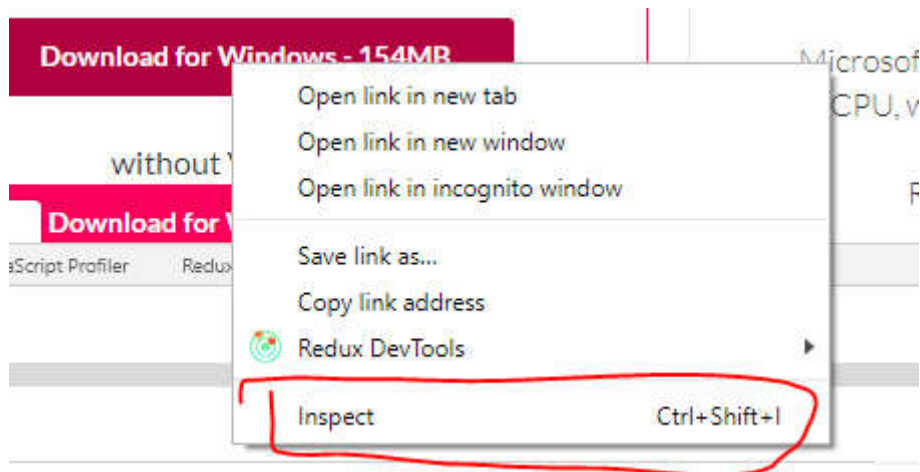 Download for Windows - 154MB
Microsof
Open link in new tab
CPU, w
Open link in new window
without
Open link in incognito window
Download for
Save link as...
aScript Profiler
Redux
Copy link address
Redux DevTools
Inspect
Ctrl+Shift+I